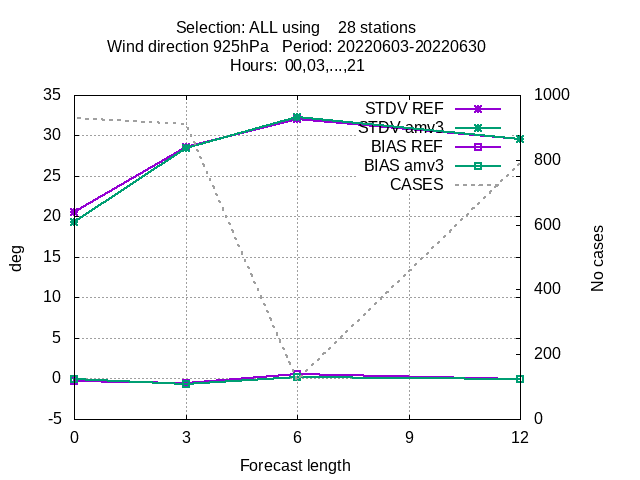 Selection: ALL using    28 stations
Wind direction 925hPa   Period: 20220603-20220630
Hours:  00,03,...,21
35
30
25
20
15
10
5
0
-5
deg
1000
800
600
400
200
0
No cases
STDV REF
STDV amv3
BIAS REF
BIAS amv3
CASES
0 3 6 9 12
Forecast length